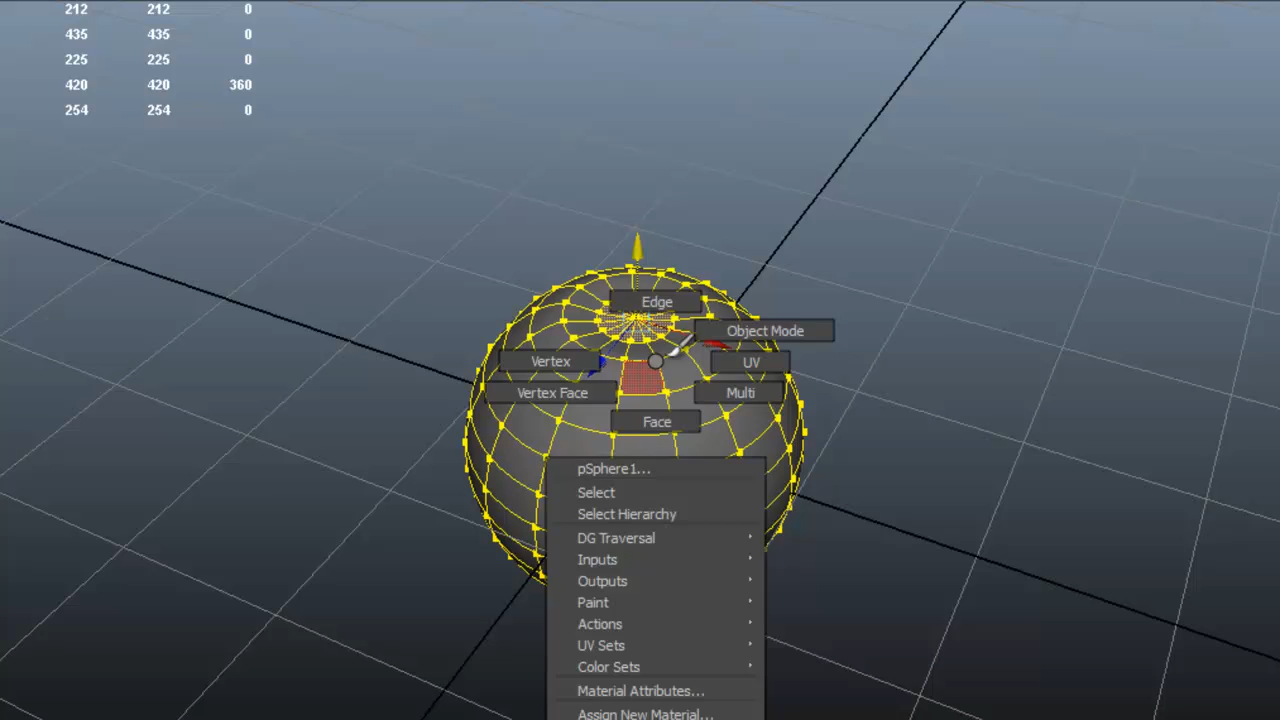 212 212 0
435 435 0
225 225 0
420 420 360
254 254 0
Edge
Object Mode
Vertex UV
Vertex Face Multi
Face
pSphere1...
Select
Select Hierarchy
DG Traversal
Inputs
Outputs
Paint
Actions
UV Sets
Color Sets
Material Attributes...
Assign New Material...